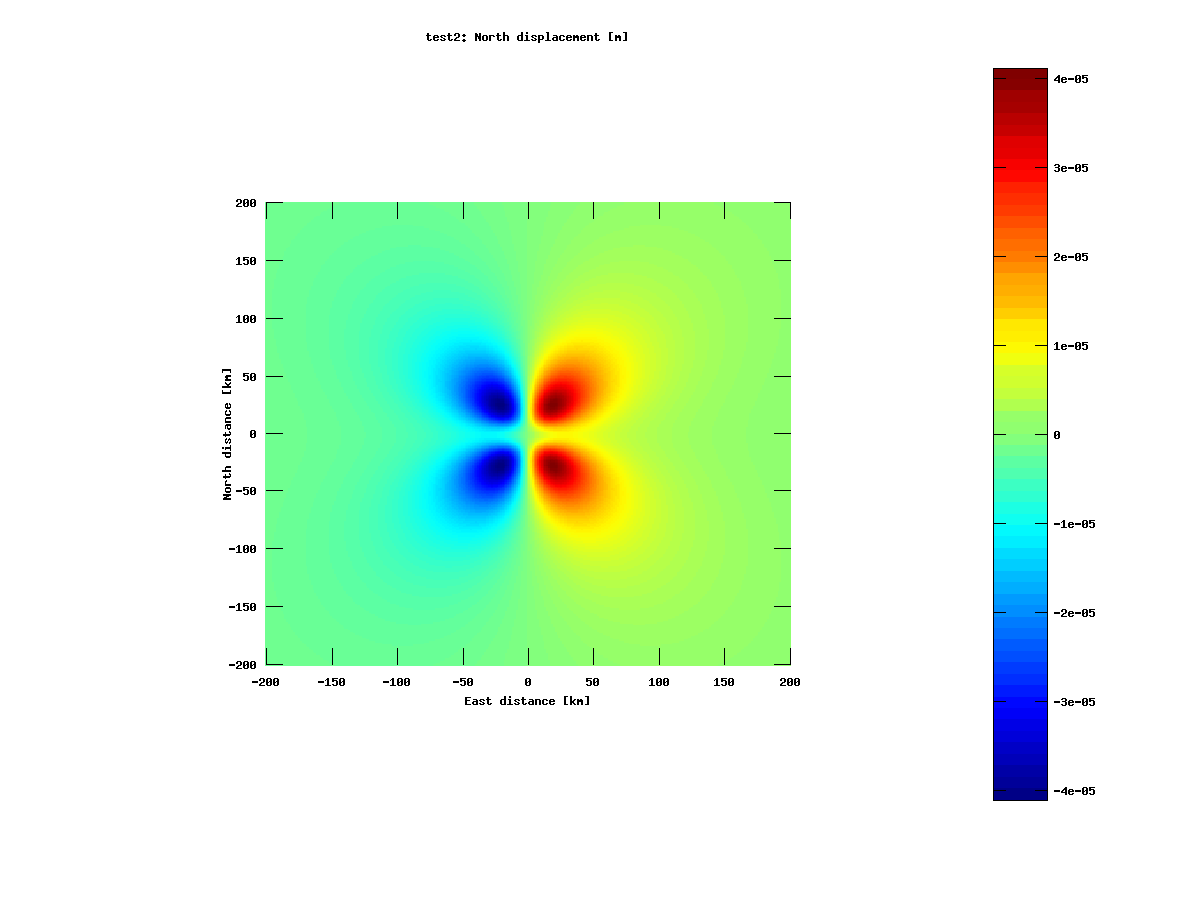 test2: North displacement [m]
4e-05
3e-05
2e-05
1e-05
0
-1e-05
-2e-05
-3e-05
-4e-05
North distance [km]
200
150
100
50
0
-50
-100
-150
-200
-200 -150 -100 -50 0 50 100 150 200
East distance [km]